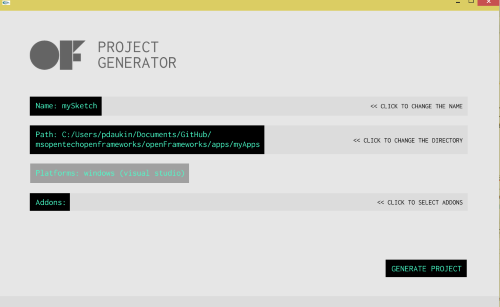 OF PROJECT
GENERATOR
Name: mySketch
<< CLICK TO CHANGE THE NAME
Path: C:/Users/pdaukin/Documents/GitHub/
msopentechopenframeworks/openFrameworks/apps/myApps
<< CLICK TO CHANGE THE DIRECTORY
Platforms: windows (visual studio)
Addons:
<< CLICK TO SELECT ADDONS
GENERATE PROJECT